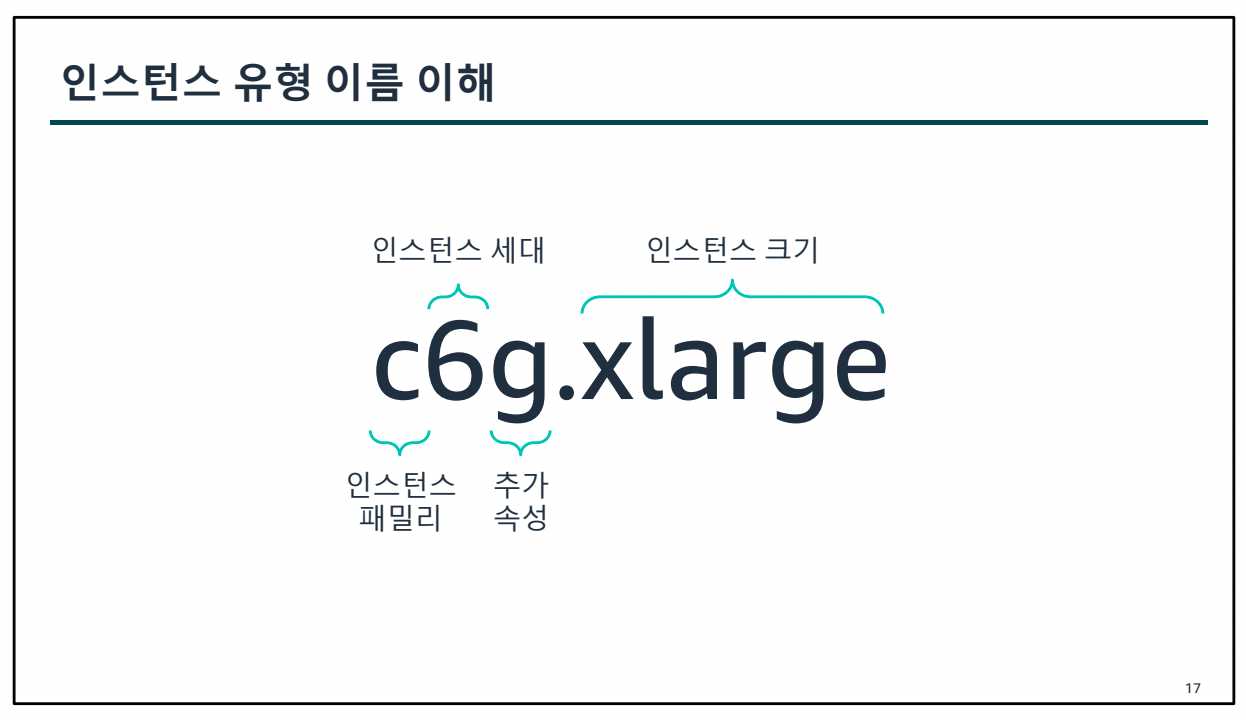 인스턴스 유형 이름 이해
인스턴스 세대
인스턴스 크기
c6g.xlarge
인스턴스
패밀리
추가
속성
17